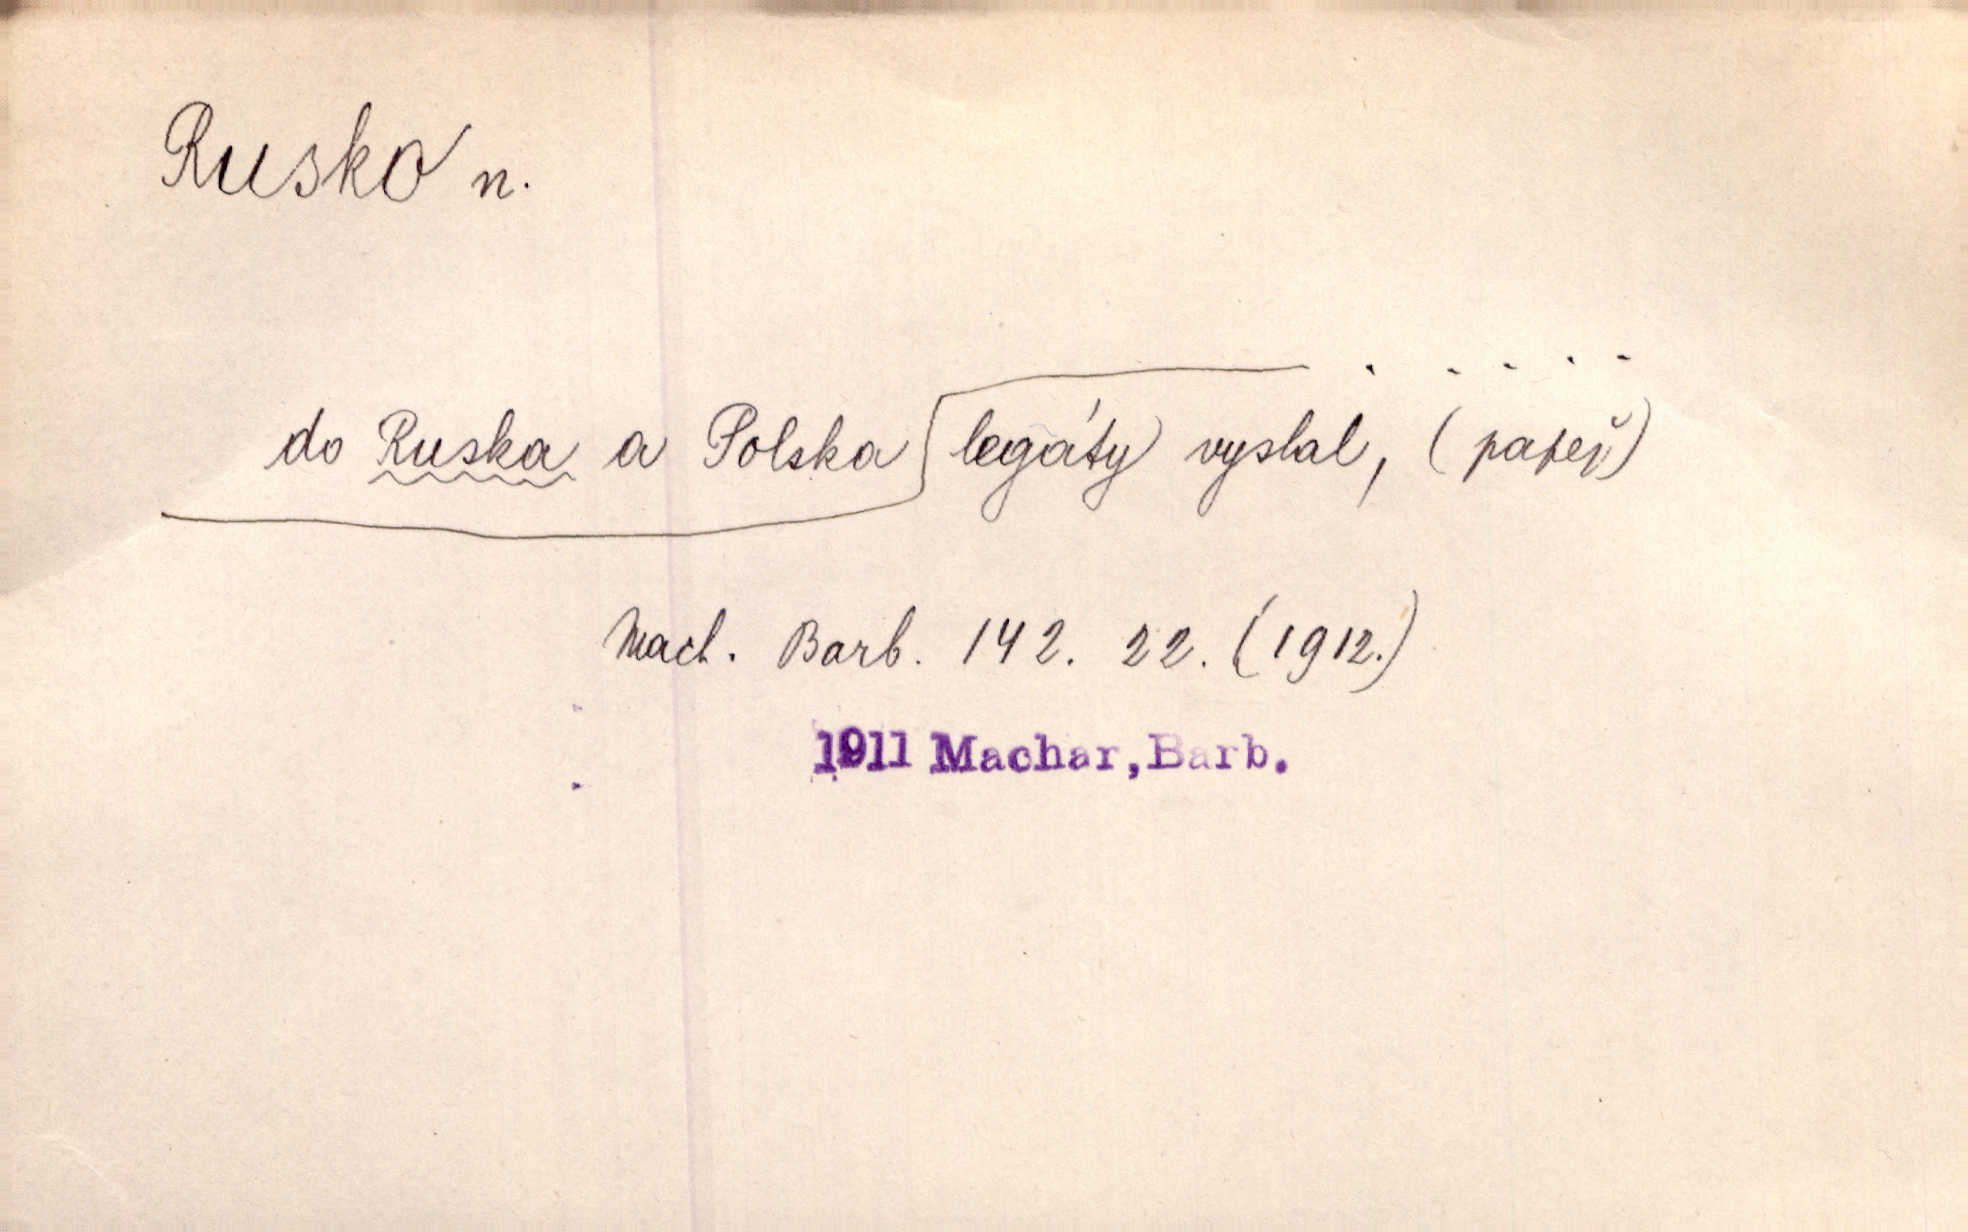 Rusko n.
do Ruska a Polska legáty vyslal, (papež)
Mach. Barb. 142. 22. (1912.)
1911 Machar, Barb.